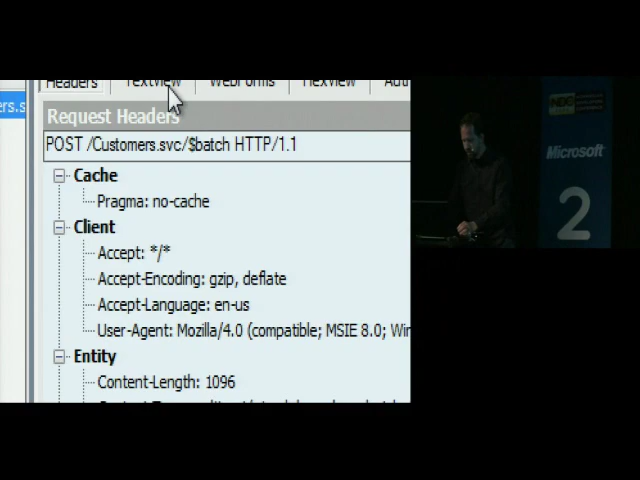 Headers TextView WebForms HexView Aut
ers.s
Request Headers
POST /Customers.svc/$batch HTTP/1.1
Cache
Pragma: no-cache
Client
Accept: */*
Accept-Encoding: gzip, deflate
Accept-Language: en-us
User-Agent: Mozilla/4.0 (compatible; MSIE 8.0; Win
Entity
Content-Length: 1096
Microsoft
2